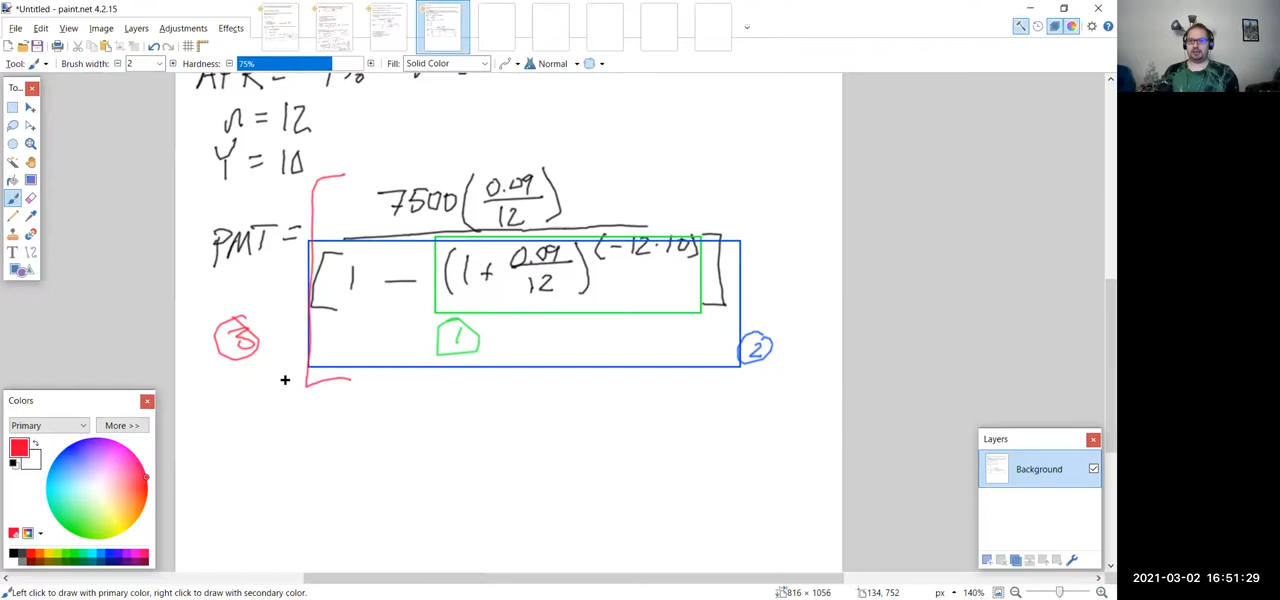 *Untitled - paint.net 4.2.15
File Edit View Image Layers Adjustments Effects
Tool: Brush width: 2 Hardness: 75% Fill: Solid Color Normal
To...
n = 12
Y = 10
PMT =
7500 (0.09/12)
[1 — (1 + 0.09/12)^(-12·10)]
3
1
2
Colors
Primary
More >>
Layers
Background
2021-03-02 16:51:29
Left click to draw with primary color, right click to draw with secondary color.
816 × 1056
134, 752
px
140%